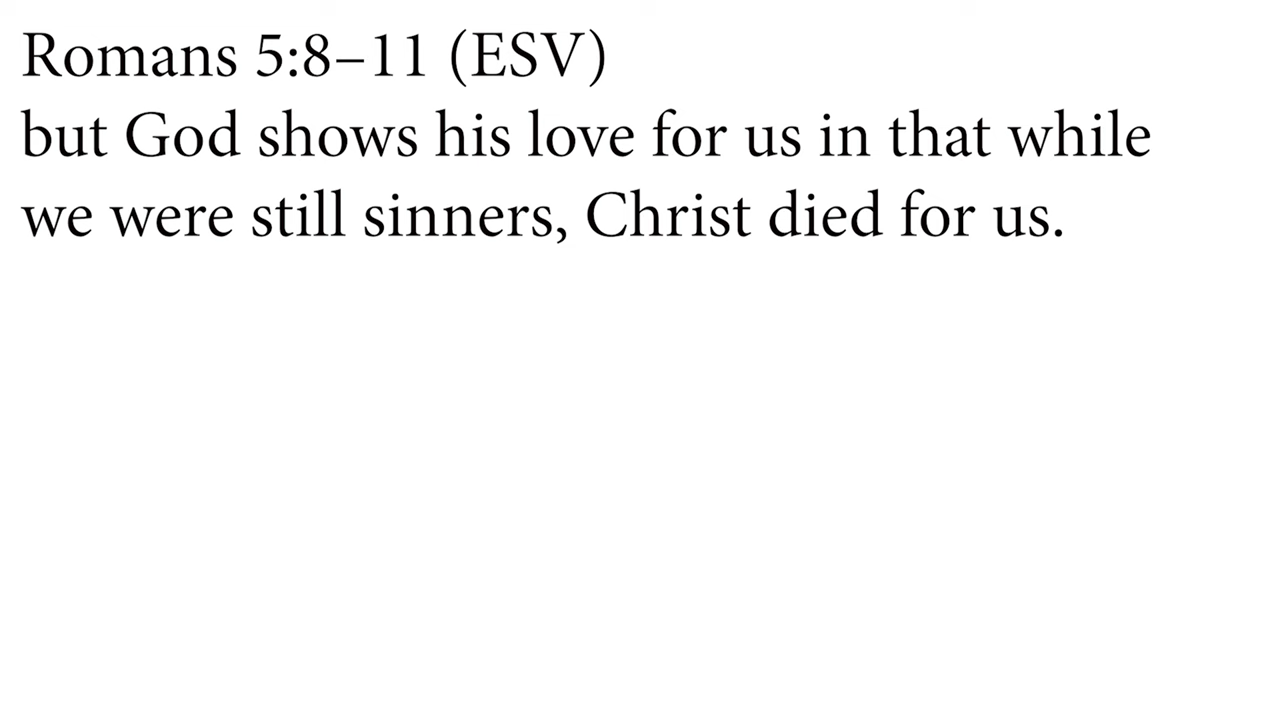 Romans 5:8–11 (ESV)
but God shows his love for us in that while
we were still sinners, Christ died for us.